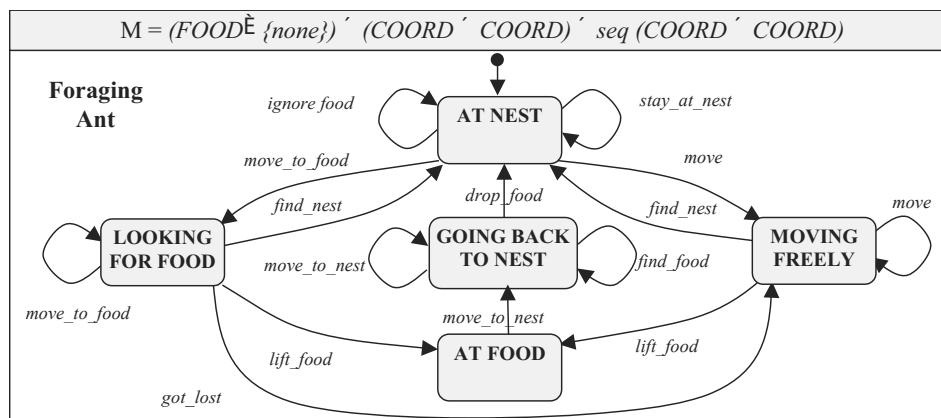 M = (FOODÈ {none}) ´ (COORD ´ COORD) ´ seq (COORD ´ COORD)
Foraging
Ant
ignore food
AT NEST
stay_at_nest
move_to_food
move
find_nest
drop_food
find_nest
move
LOOKING
FOR FOOD
GOING BACK
TO NEST
MOVING
FREELY
move_to_nest
find_food
move_to_food
move_to_nest
lift_food
AT FOOD
lift_food
got_lost